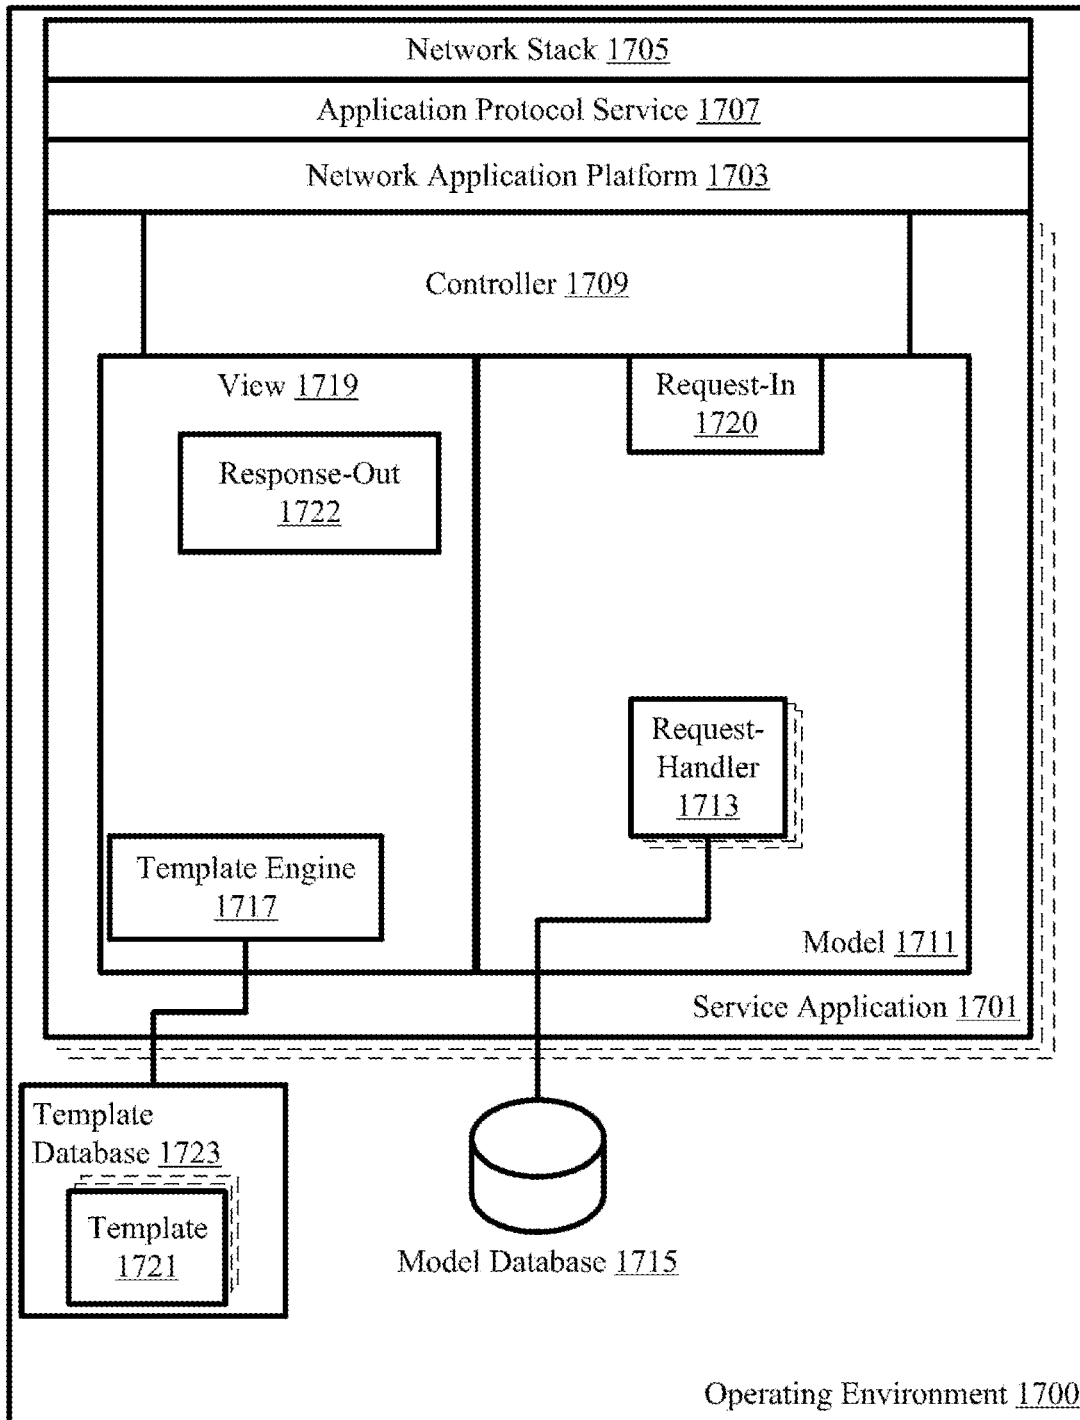 Network Stack 1705
Application Protocol Service 1707
Network Application Platform 1703
Controller 1709
View 1719
Request-In
1720
Response-Out
1722
Request-
Handler
1713
Template Engine
1717
Model 1711
Service Application 1701
Template
Database 1723
Template
1721
Model Database 1715
Operating Environment 1700